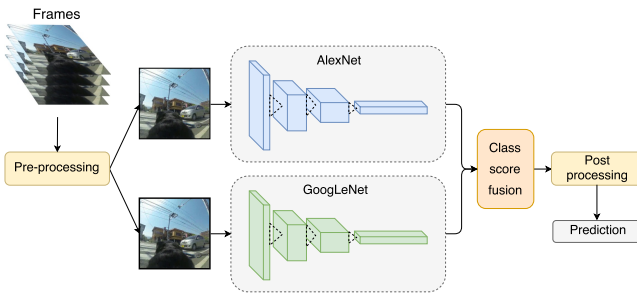 Frames
Pre-processing
AlexNet
GoogLeNet
Class
score
fusion
Post
processing
Prediction